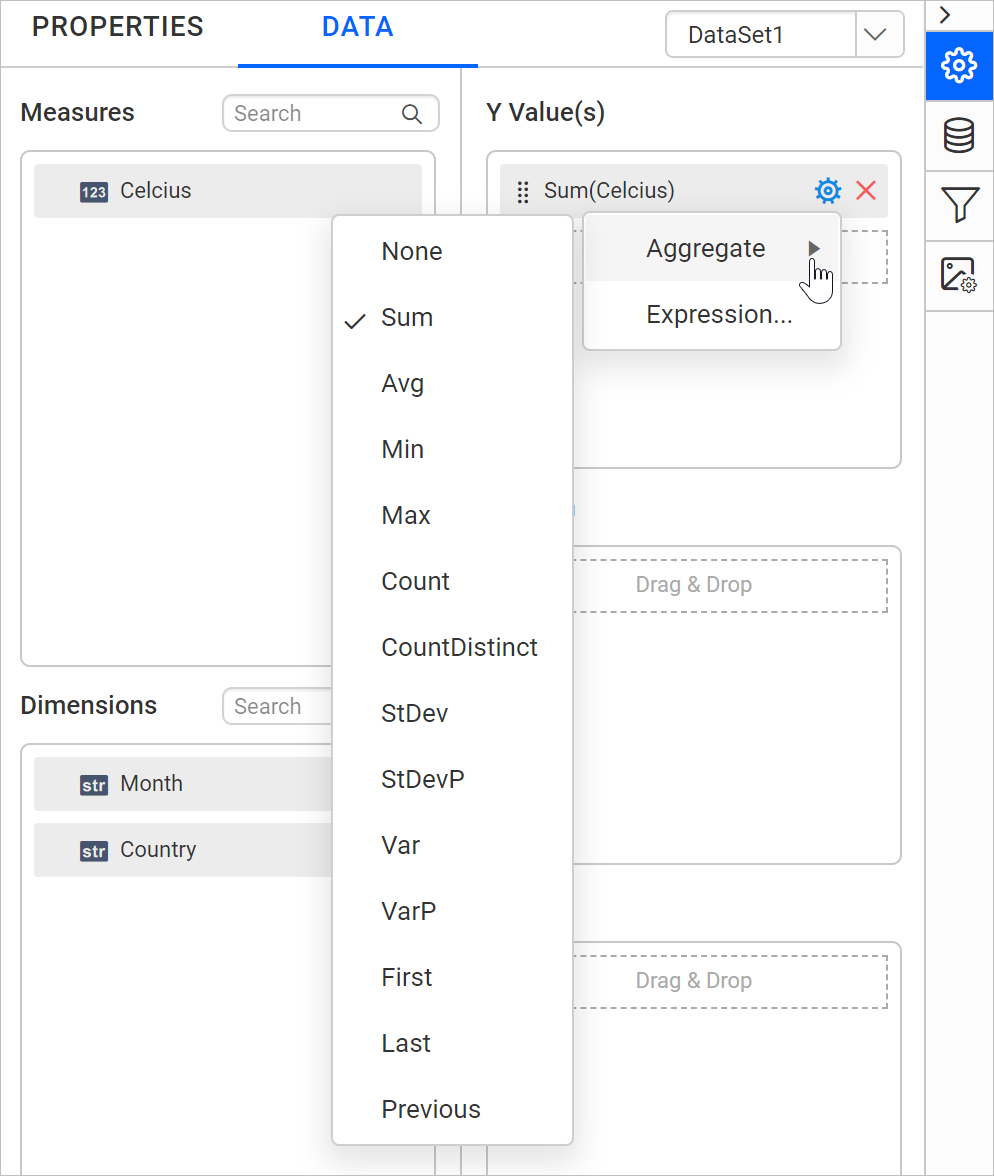 PROPERTIES
DATA
DataSet1
Measures
Search
Y Value(s)
123 Celcius
Sum(Celcius)
Aggregate
Expression...
None
Sum
Avg
Min
Max
Count
CountDistinct
StDev
StDevP
Var
VarP
First
Last
Previous
Drag & Drop
Dimensions
Search
str Month
str Country
Drag & Drop